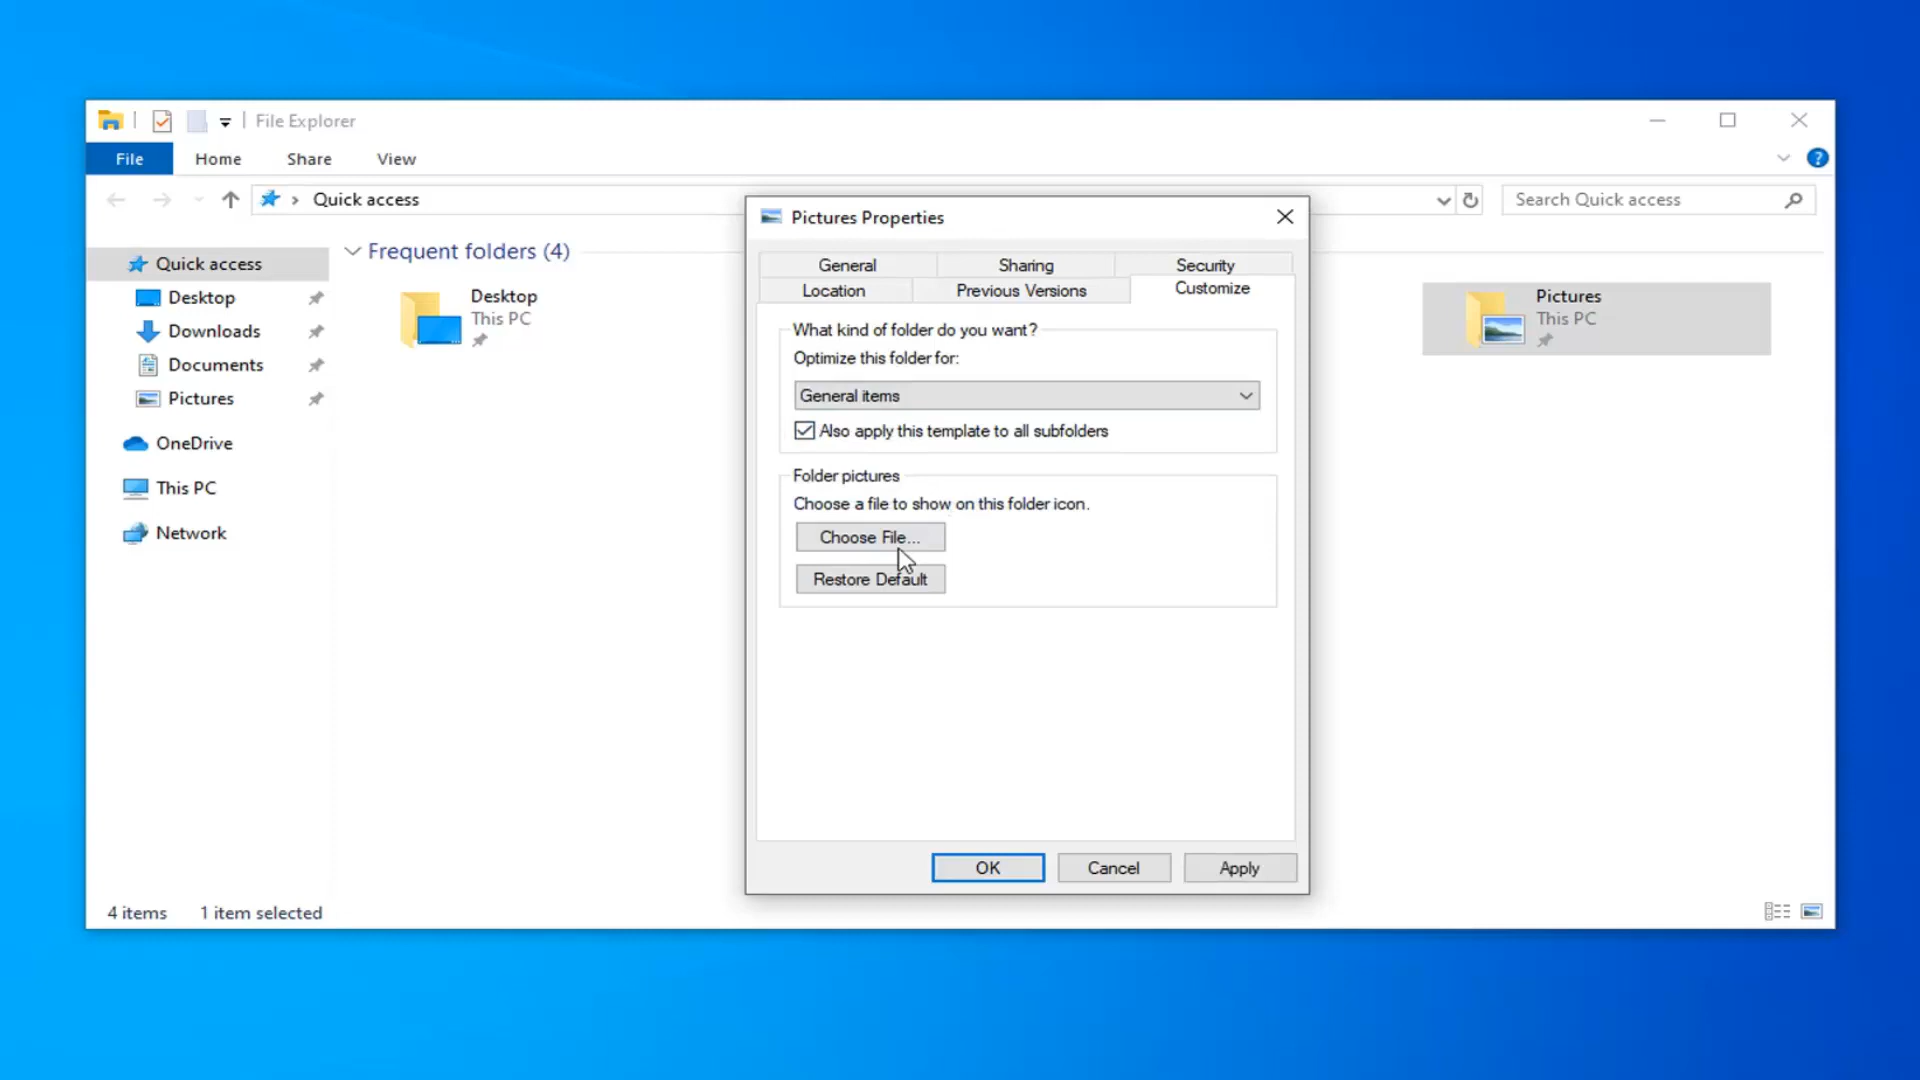 File Explorer
File Home Share View
Quick access
Search Quick access
Quick access
Desktop
Downloads
Documents
Pictures
OneDrive
This PC
Network
Frequent folders (4)
Desktop
This PC
Pictures
This PC
Pictures Properties
General Sharing Security
Location Previous Versions Customize
What kind of folder do you want?
Optimize this folder for:
General items
Also apply this template to all subfolders
Folder pictures
Choose a file to show on this folder icon.
Choose File...
Restore Default
OK Cancel Apply
4 items 1 item selected